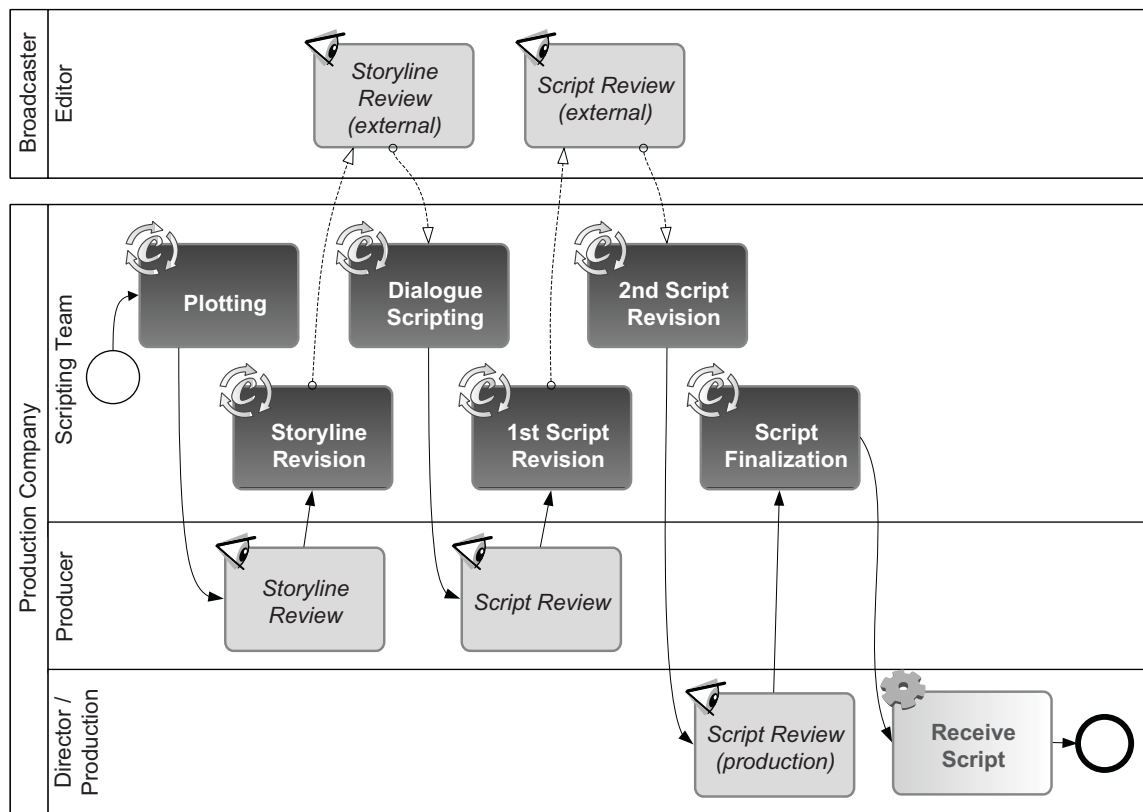 Broadcaster
Editor
Storyline
Review
(external)
Script Review
(external)
Production Company
Scripting Team
e
Plotting
e
Dialogue
Scripting
e
2nd Script
Revision
e
Storyline
Revision
e
1st Script
Revision
e
Script
Finalization
Producer
Storyline
Review
Script Review
Director /
Production
Script Review
(production)
Receive
Script